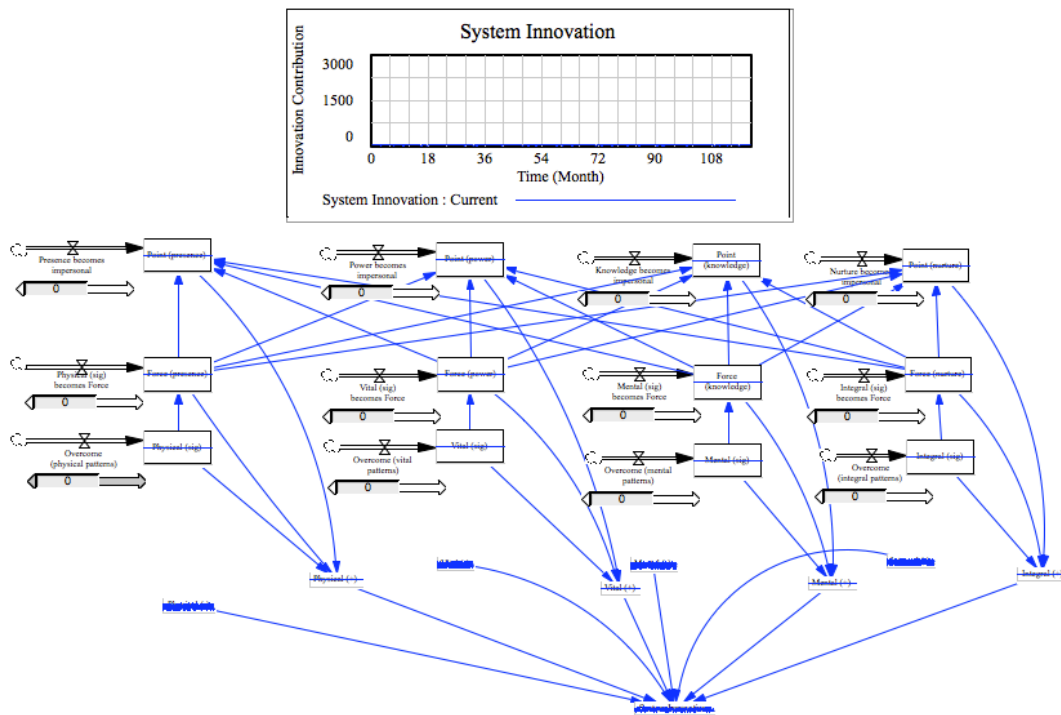 System Innovation
Innovation Contribution
3000
1500
0
0 18 36 54 72 90 108
Time (Month)
System Innovation : Current
Presence becomes
impersonal
0
Point (presence)
Power becomes
impersonal
0
Point (power)
Knowledge becomes
impersonal
0
Point
(knowledge)
Nurture becomes
impersonal
0
Point (nurture)
Physical (sig)
becomes Force
0
Force (presence)
Vital (sig)
becomes Force
0
Force (power)
Mental (sig)
becomes Force
0
Force
(knowledge)
Integral (sig)
becomes Force
0
Force (nurture)
Overcome
(physical patterns)
0
Physical (sig)
Overcome (vital
patterns)
0
Vital (sig)
Overcome (mental
patterns)
0
Mental (sig)
Overcome
(integral patterns)
0
Integral (sig)
Physical (+)
Vital (+)
Mental (+)
Integral (